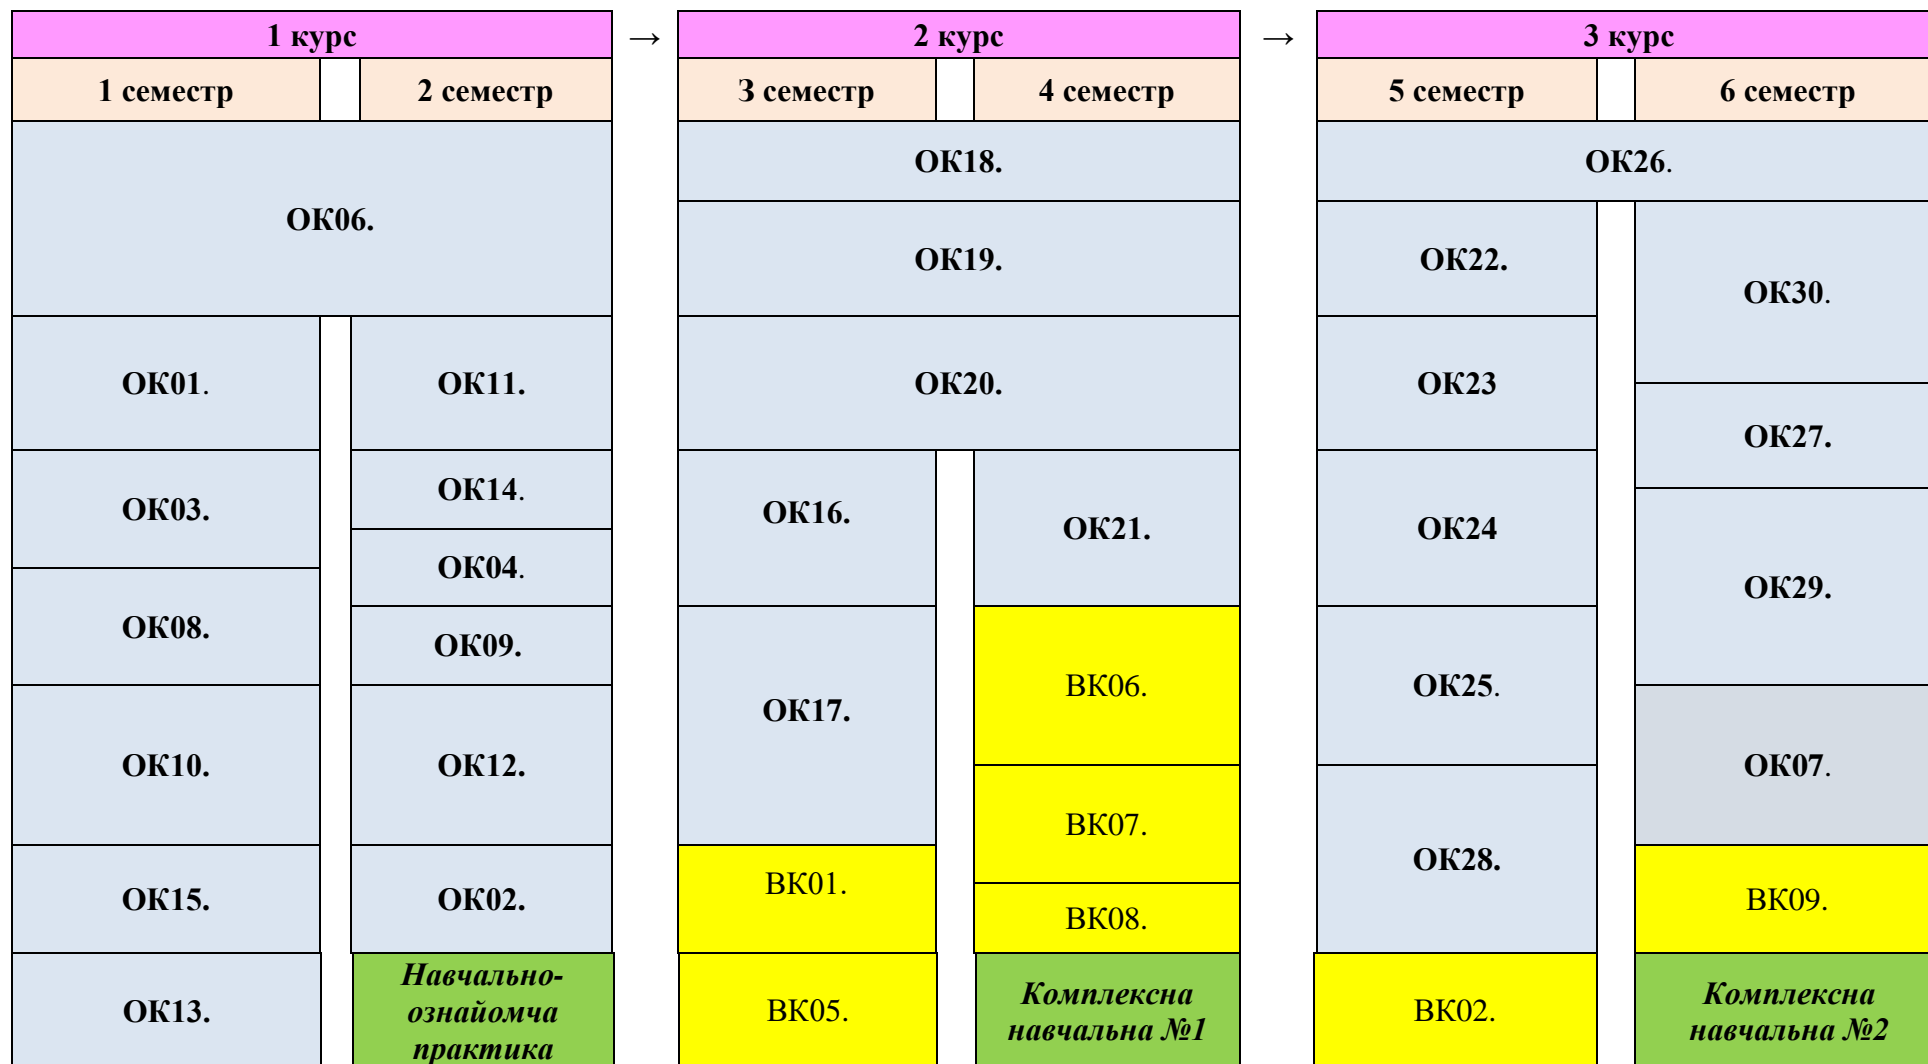 1 курс → 2 курс → 3 курс
1 семестр 2 семестр 3 семестр 4 семестр 5 семестр 6 семестр
ОК06.
ОК01.
ОК03.
ОК08.
ОК10.
ОК15.
ОК13.
ОК11.
ОК14.
ОК04.
ОК09.
ОК12.
ОК02.
Навчально-
ознайомча
практика
ОК18.
ОК19.
ОК20.
ОК16.
ОК17.
ВК01.
ВК05.
ОК21.
ВК06.
ВК07.
ВК08.
Комплексна
навчальна №1
ОК26.
ОК22.
ОК23
ОК24
ОК25.
ОК28.
ВК02.
ОК30.
ОК27.
ОК29.
ОК07.
ВК09.
Комплексна
навчальна №2